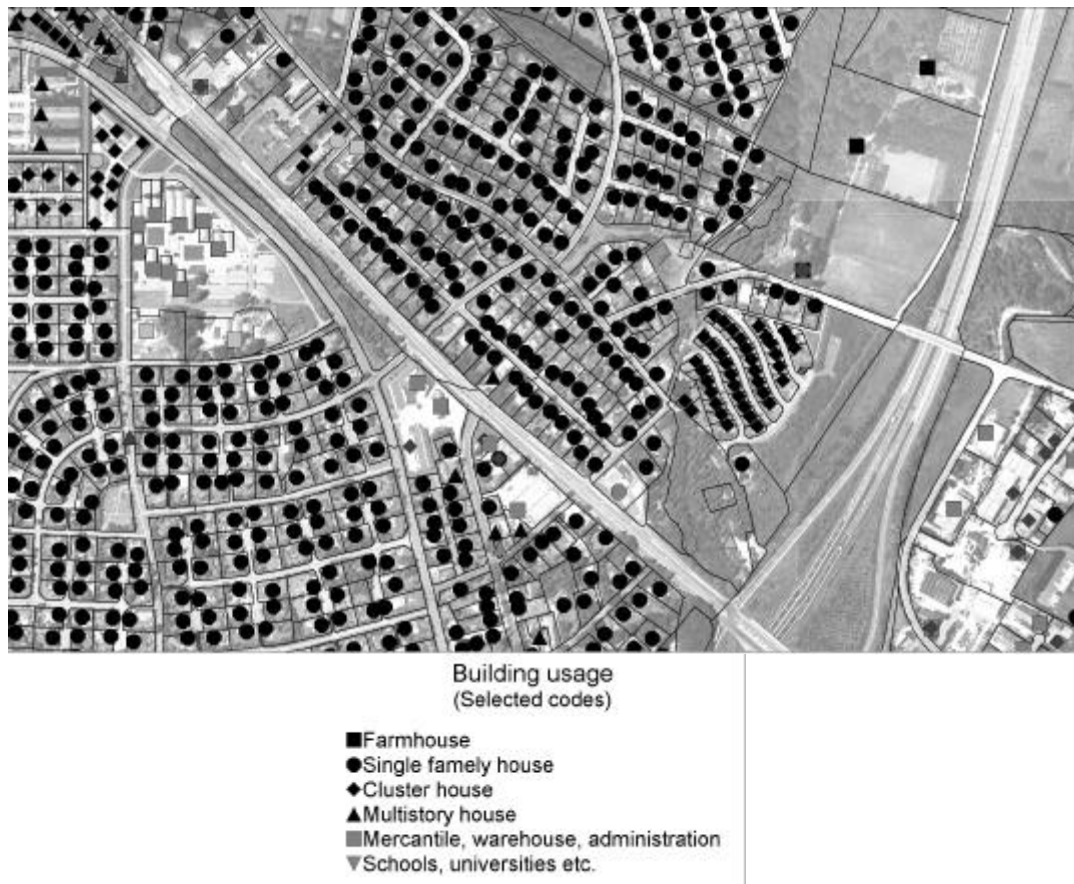 Building usage
(Selected codes)
Farmhouse
Single famely house
Cluster house
Multistory house
Mercantile, warehouse, administration
Schools, universities etc.